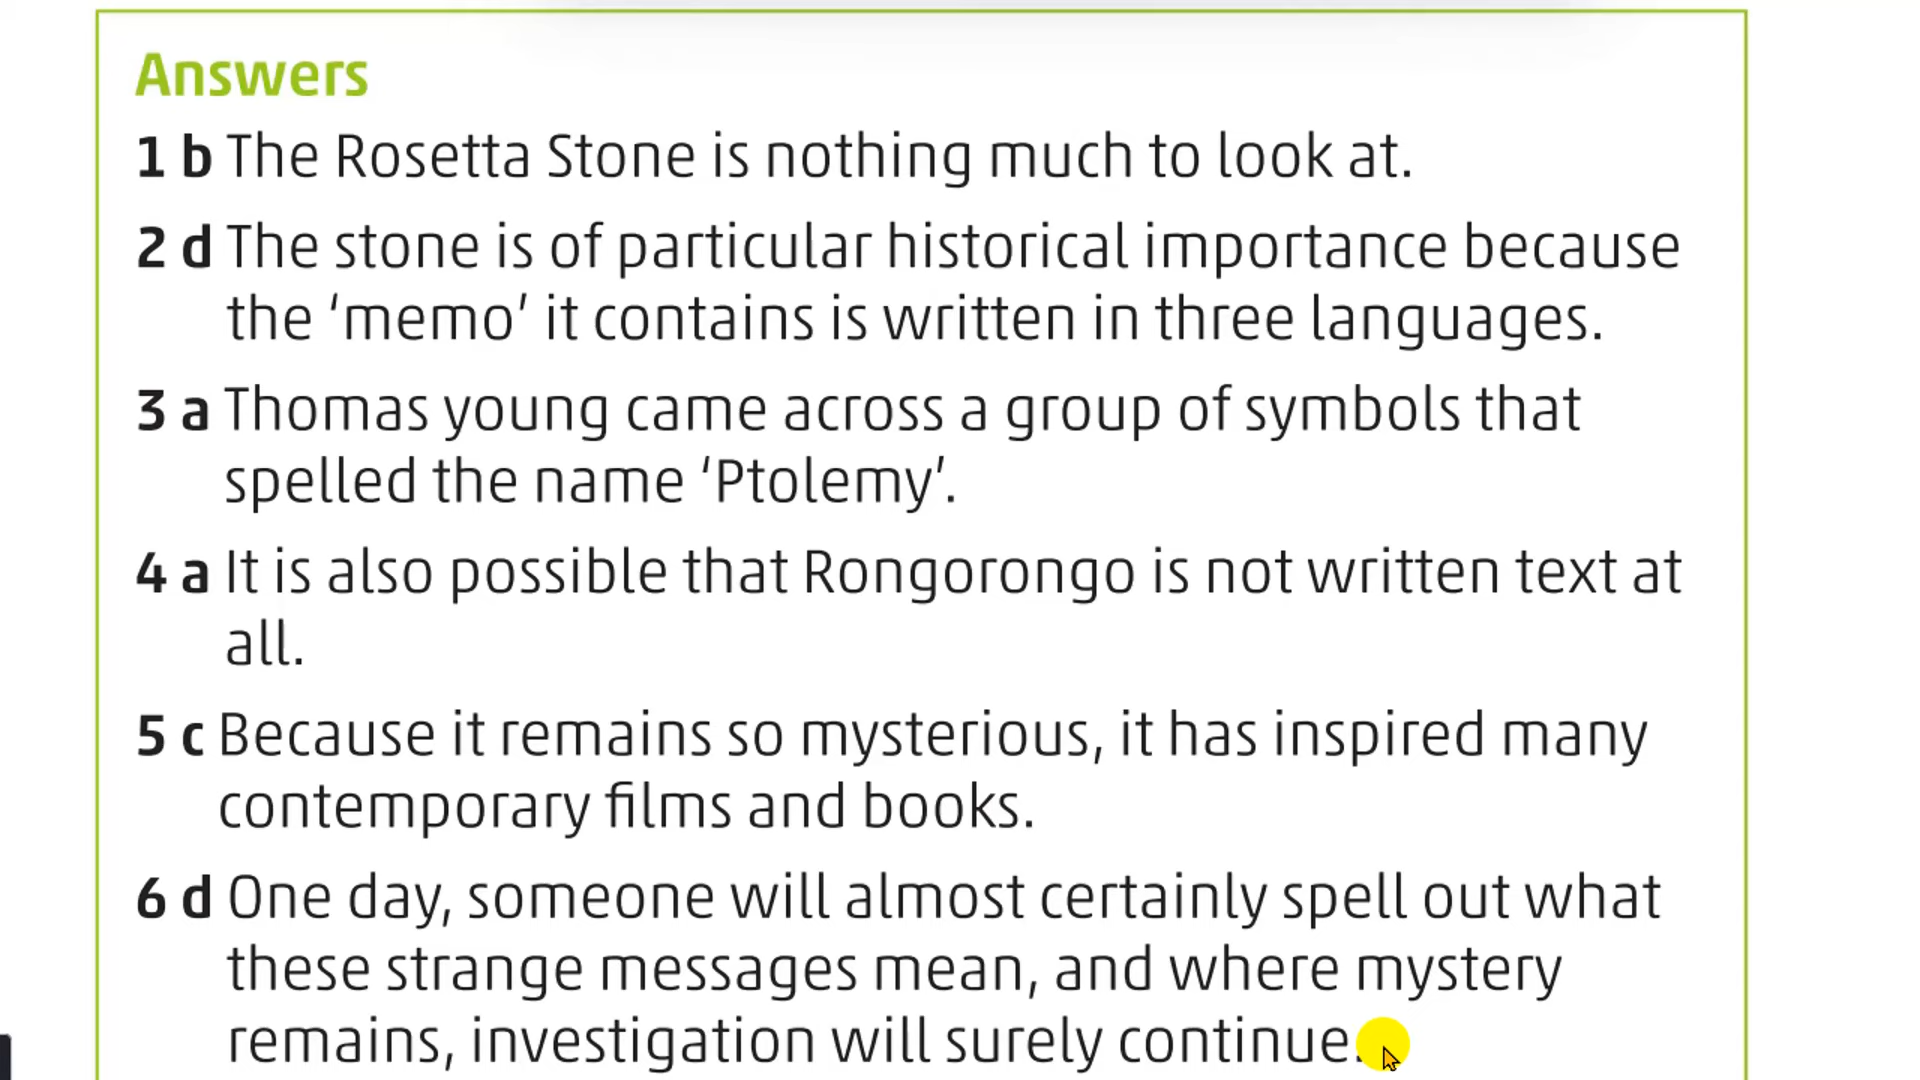 Answers
1 b The Rosetta Stone is nothing much to look at.
2 d The stone is of particular historical importance because
the ‘memo’ it contains is written in three languages.
3 a Thomas young came across a group of symbols that
spelled the name ‘Ptolemy’.
4 a It is also possible that Rongorongo is not written text at
all.
5 c Because it remains so mysterious, it has inspired many
contemporary films and books.
6 d One day, someone will almost certainly spell out what
these strange messages mean, and where mystery
remains, investigation will surely continue.